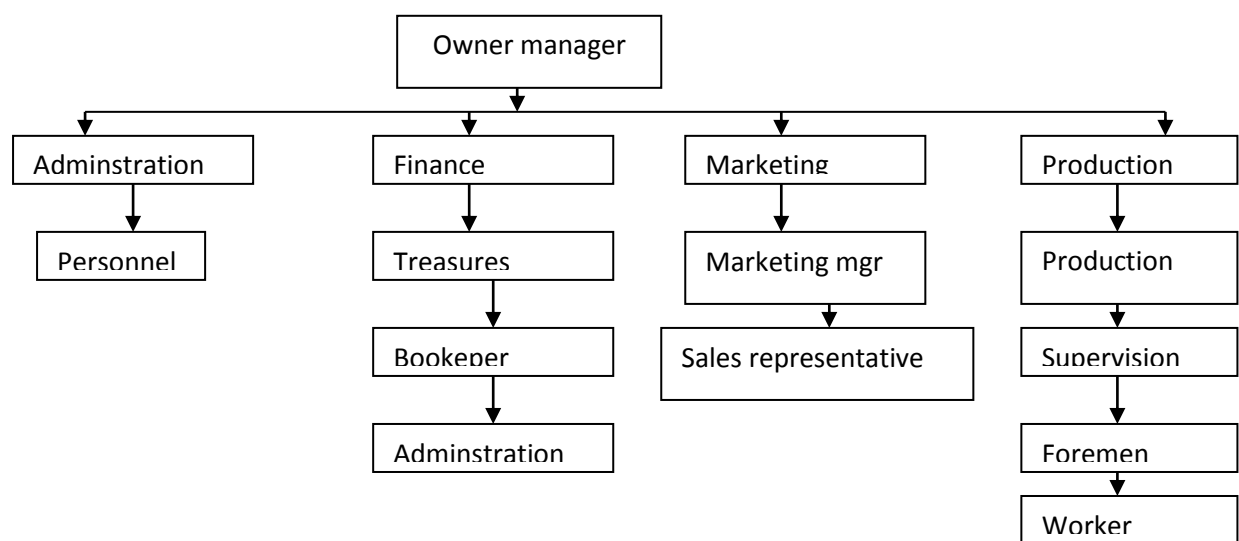 Owner manager
Adminstration
Finance
Marketing
Production
Personnel
Treasures
Marketing mgr
Production
Bookeper
Sales representative
Supervision
Adminstration
Foremen
Worker